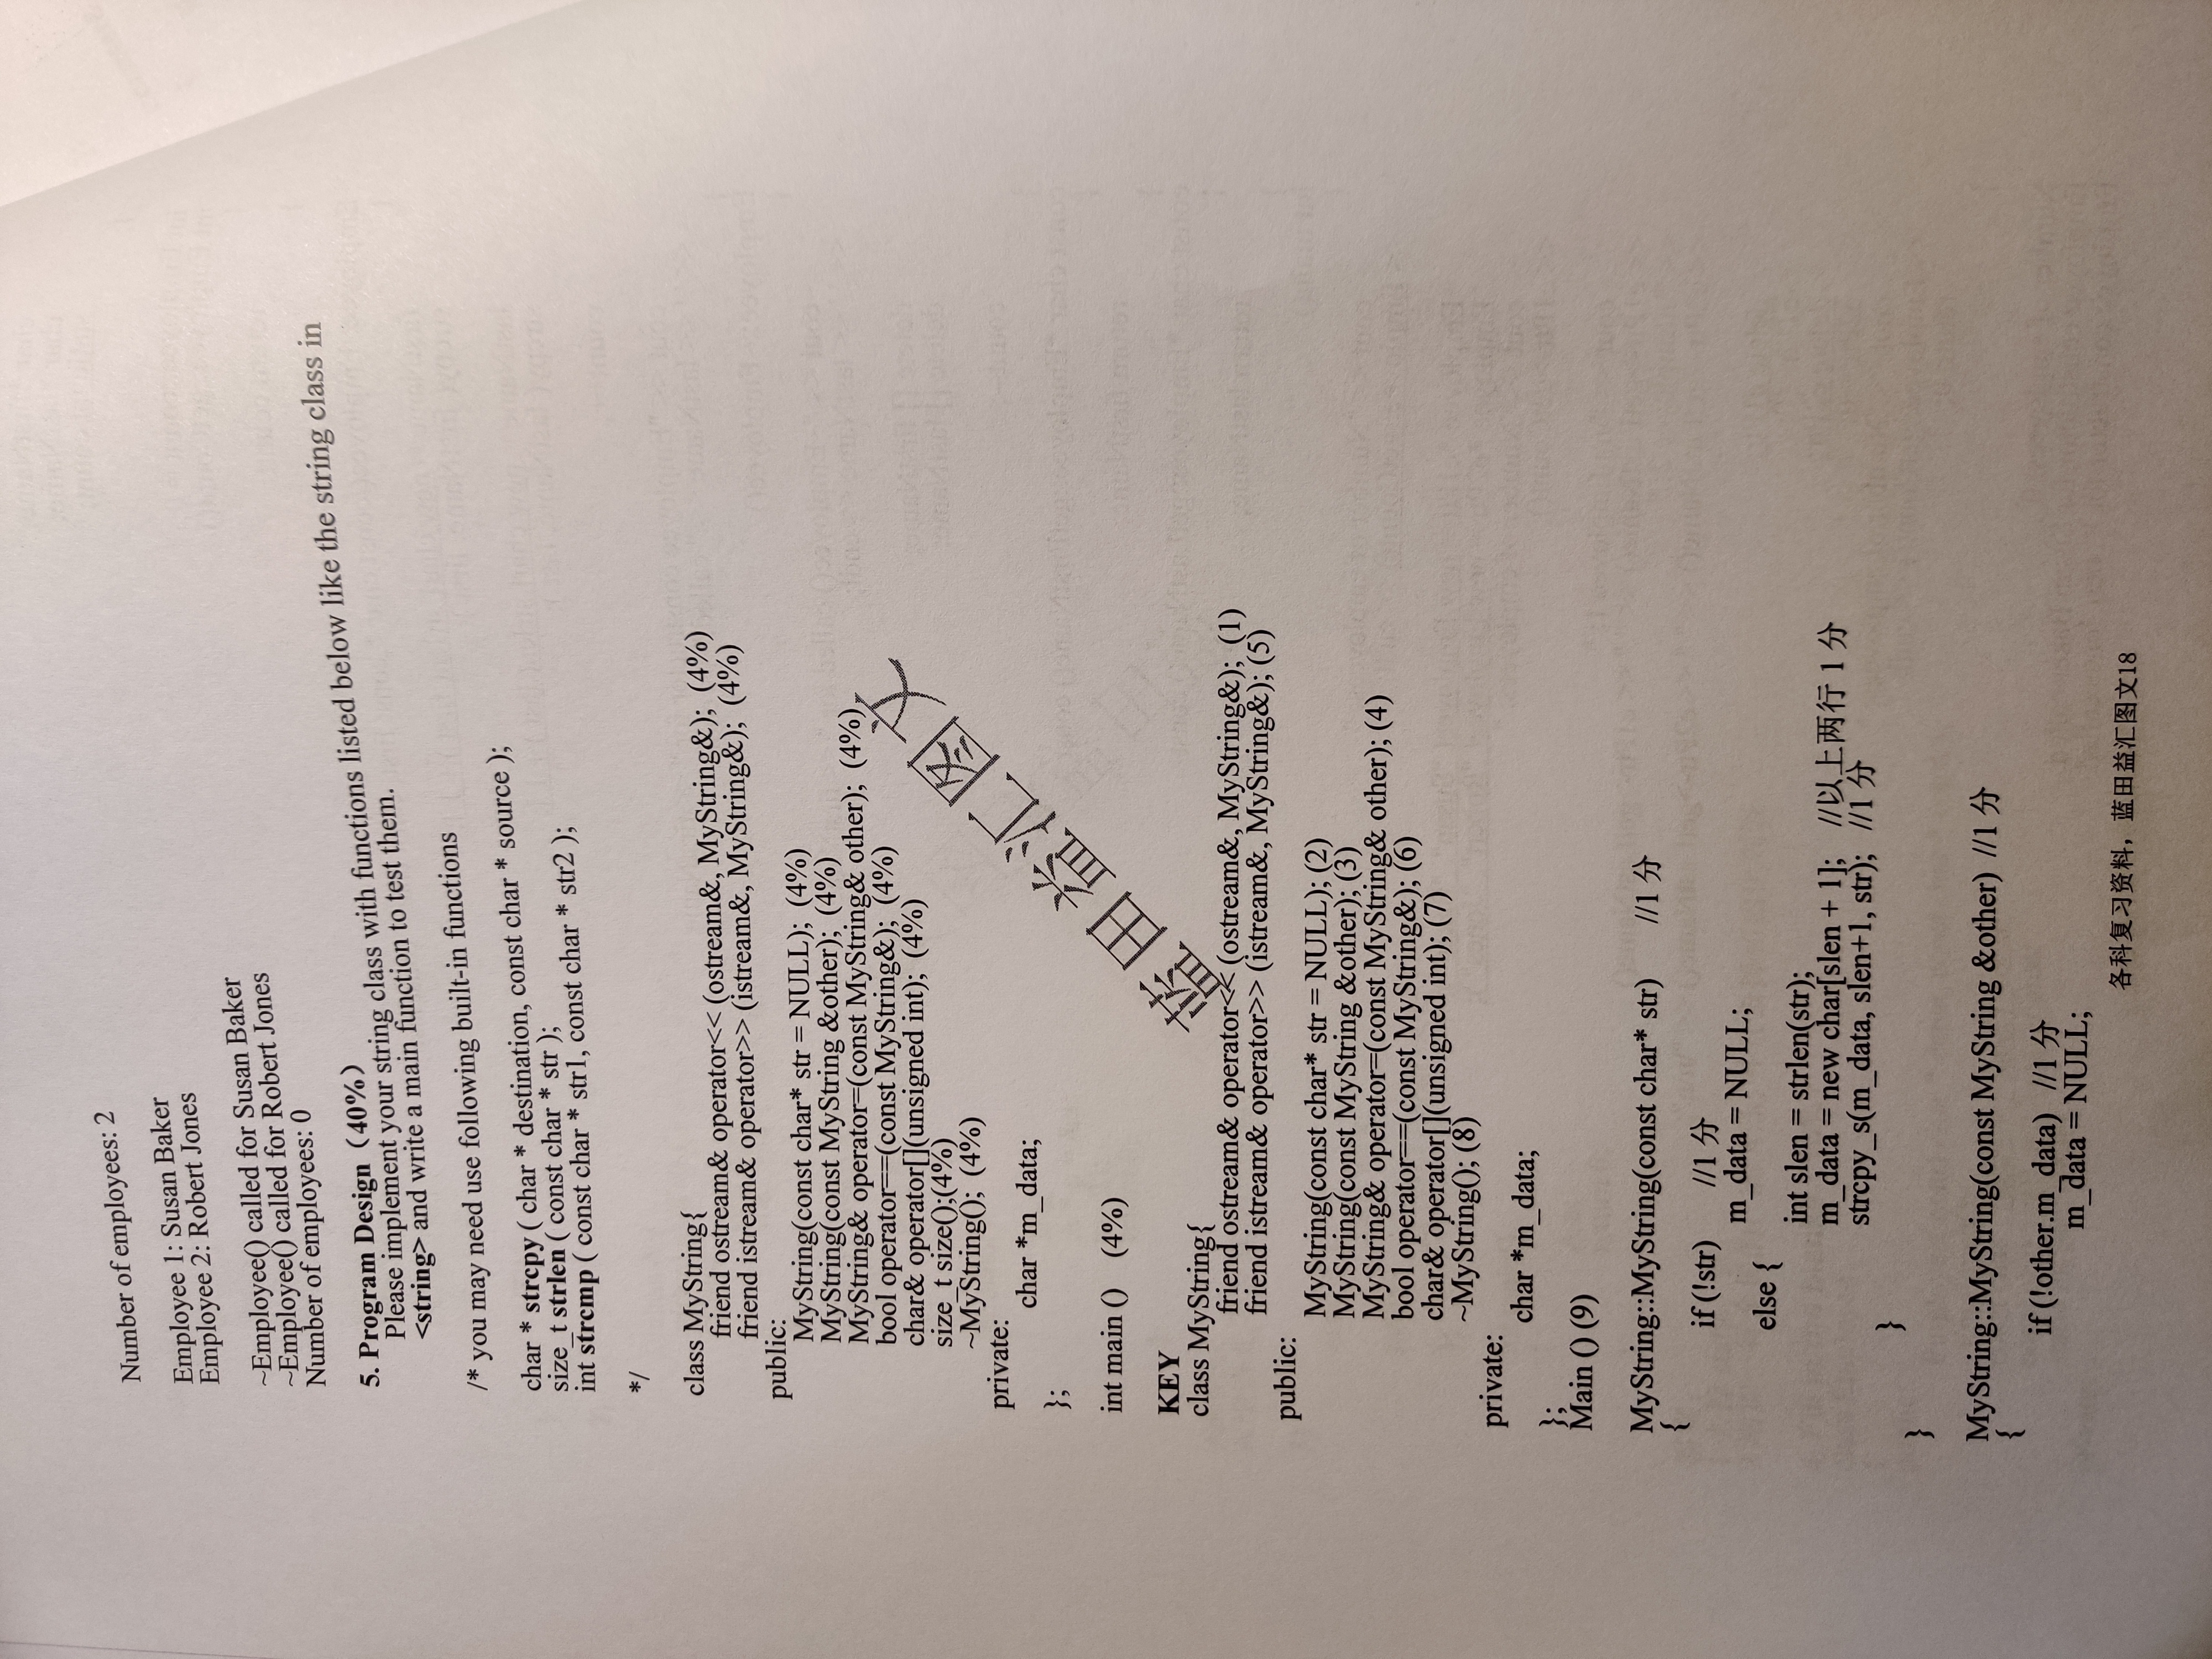 Number of employees: 2
Employee 1: Susan Baker
Employee 2: Robert Jones
~Employee() called for Susan Baker
~Employee() called for Robert Jones
Number of employees: 0
5. Program Design（40%）
Please implement your string class with functions listed below like the string class in
<string> and write a main function to test them.
/* you may need use following built-in functions
char * strcpy ( char * destination, const char * source );
size_t strlen ( const char * str );
int strcmp ( const char * str1, const char * str2 );
*/
class MyString{
friend ostream& operator<< (ostream&, MyString&); (4%)
friend istream& operator>> (istream&, MyString&); (4%)
public:
MyString(const char* str = NULL); (4%)
MyString(const MyString &other); (4%)
MyString& operator=(const MyString& other); (4%)
bool operator==(const MyString&); (4%)
char& operator[](unsigned int); (4%)
size_t size();(4%)
~MyString(); (4%)
private:
char *m_data;
};
int main () (4%)
KEY
class MyString{
friend ostream& operator<< (ostream&, MyString&); (1)
friend istream& operator>> (istream&, MyString&); (5)
public:
MyString(const char* str = NULL); (2)
MyString(const MyString &other); (3)
MyString& operator=(const MyString& other); (4)
bool operator==(const MyString&); (6)
char& operator[](unsigned int); (7)
~MyString(); (8)
private:
char *m_data;
};
Main () (9)
MyString::MyString(const char* str) //1 分
{
if (!str) //1 分
m_data = NULL;
else {
int slen = strlen(str);
m_data = new char[slen + 1]; //以上两行 1 分
strcpy_s(m_data, slen+1, str); //1 分
}
}
MyString::MyString(const MyString &other) //1 分
{
if (!other.m_data) //1 分
m_data = NULL;
各科复习资料，蓝田益汇图文18
蓝田益汇图文